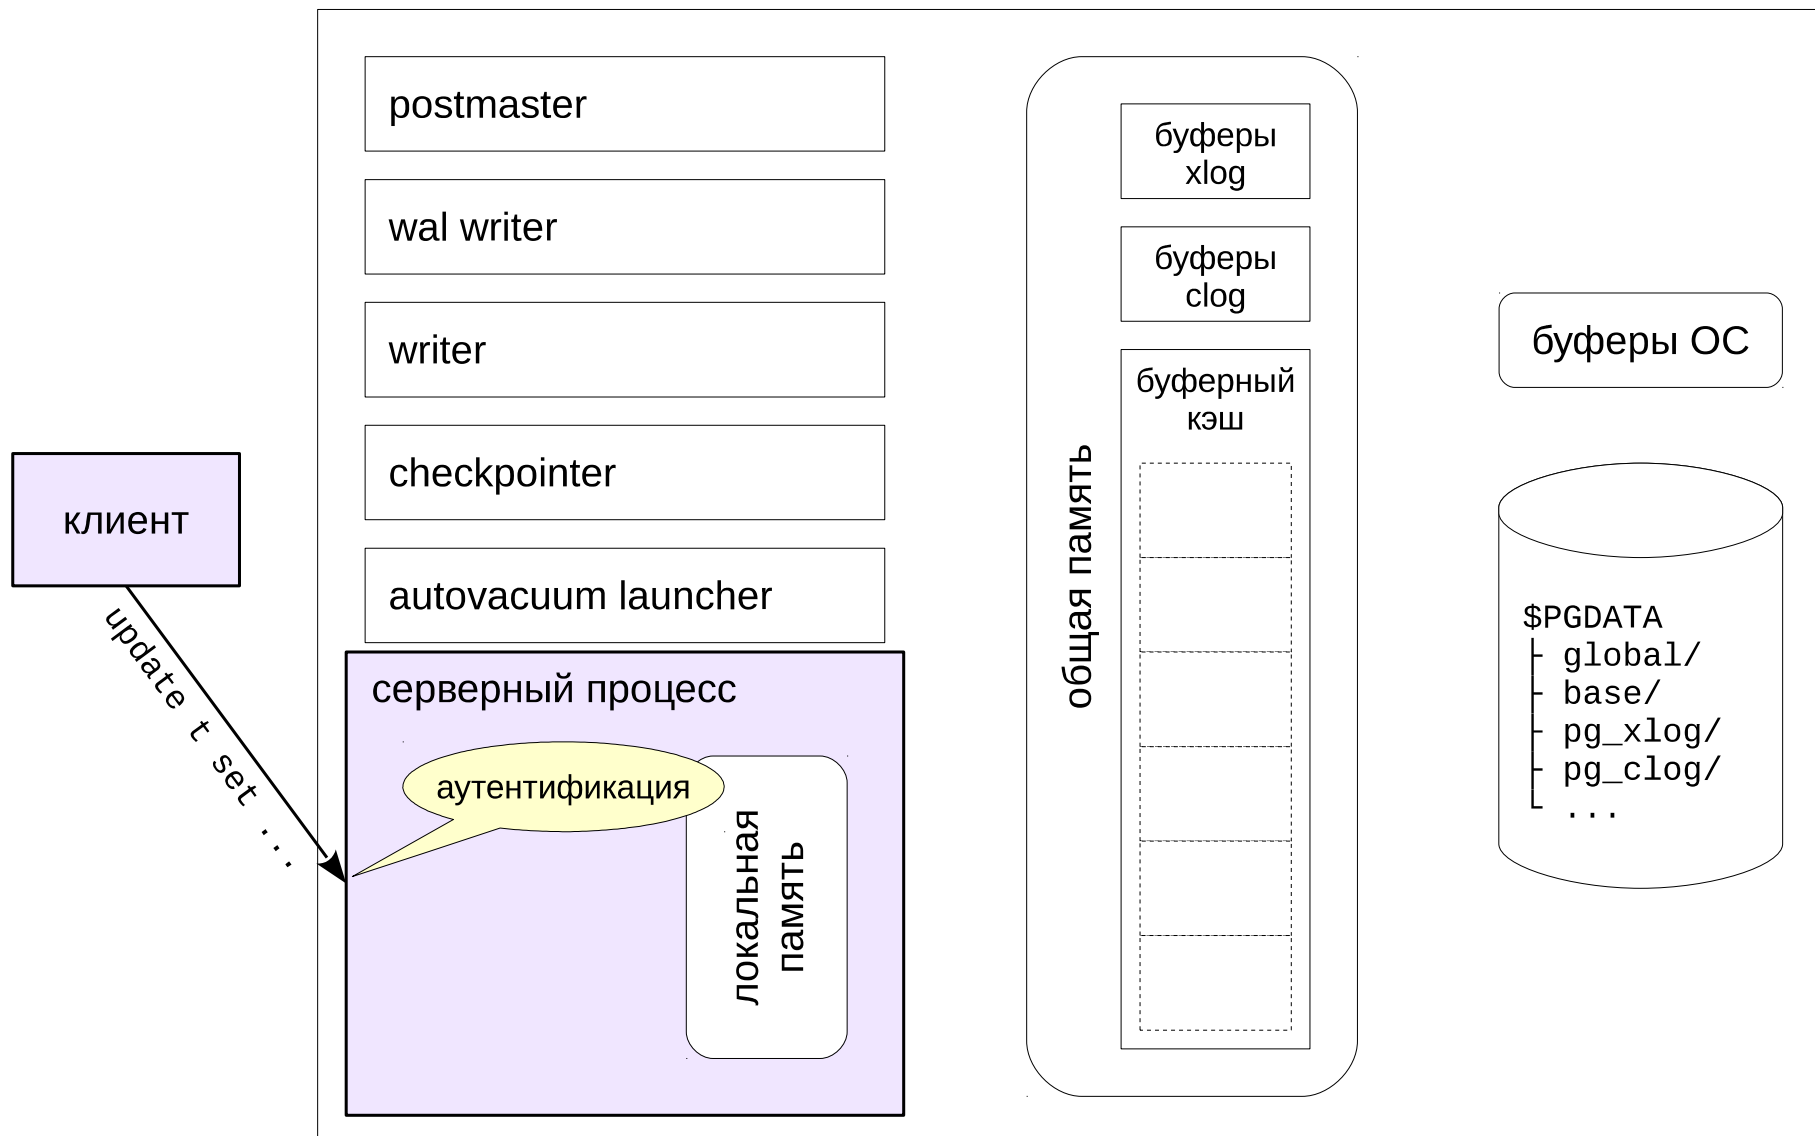 postmaster
wal writer
writer
checkpointer
autovacuum launcher
клиент
update t set ...
серверный процесс
аутентификация
локальная
память
общая память
буферы
xlog
буферы
clog
буферный
кэш
буферы ОС
$PGDATA
├ global/
├ base/
├ pg_xlog/
├ pg_clog/
└ ...